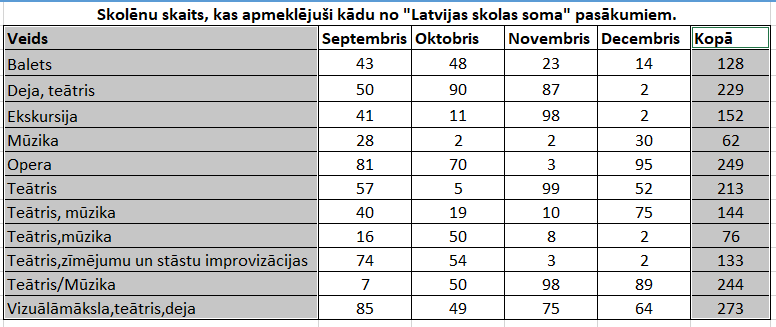 Skolēnu skaits, kas apmeklējuši kādu no "Latvijas skolas soma" pasākumiem.
Veids Septembris Oktobris Novembris Decembris Kopā
Balets 43 48 23 14 128
Deja, teātris 50 90 87 2 229
Ekskursija 41 11 98 2 152
Mūzika 28 2 2 30 62
Opera 81 70 3 95 249
Teātris 57 5 99 52 213
Teātris, mūzika 40 19 10 75 144
Teātris,mūzika 16 50 8 2 76
Teātris,zīmējumu un stāstu improvizācijas 74 54 3 2 133
Teātris/Mūzika 7 50 98 89 244
Vizuālāmāksla,teātris,deja 85 49 75 64 273